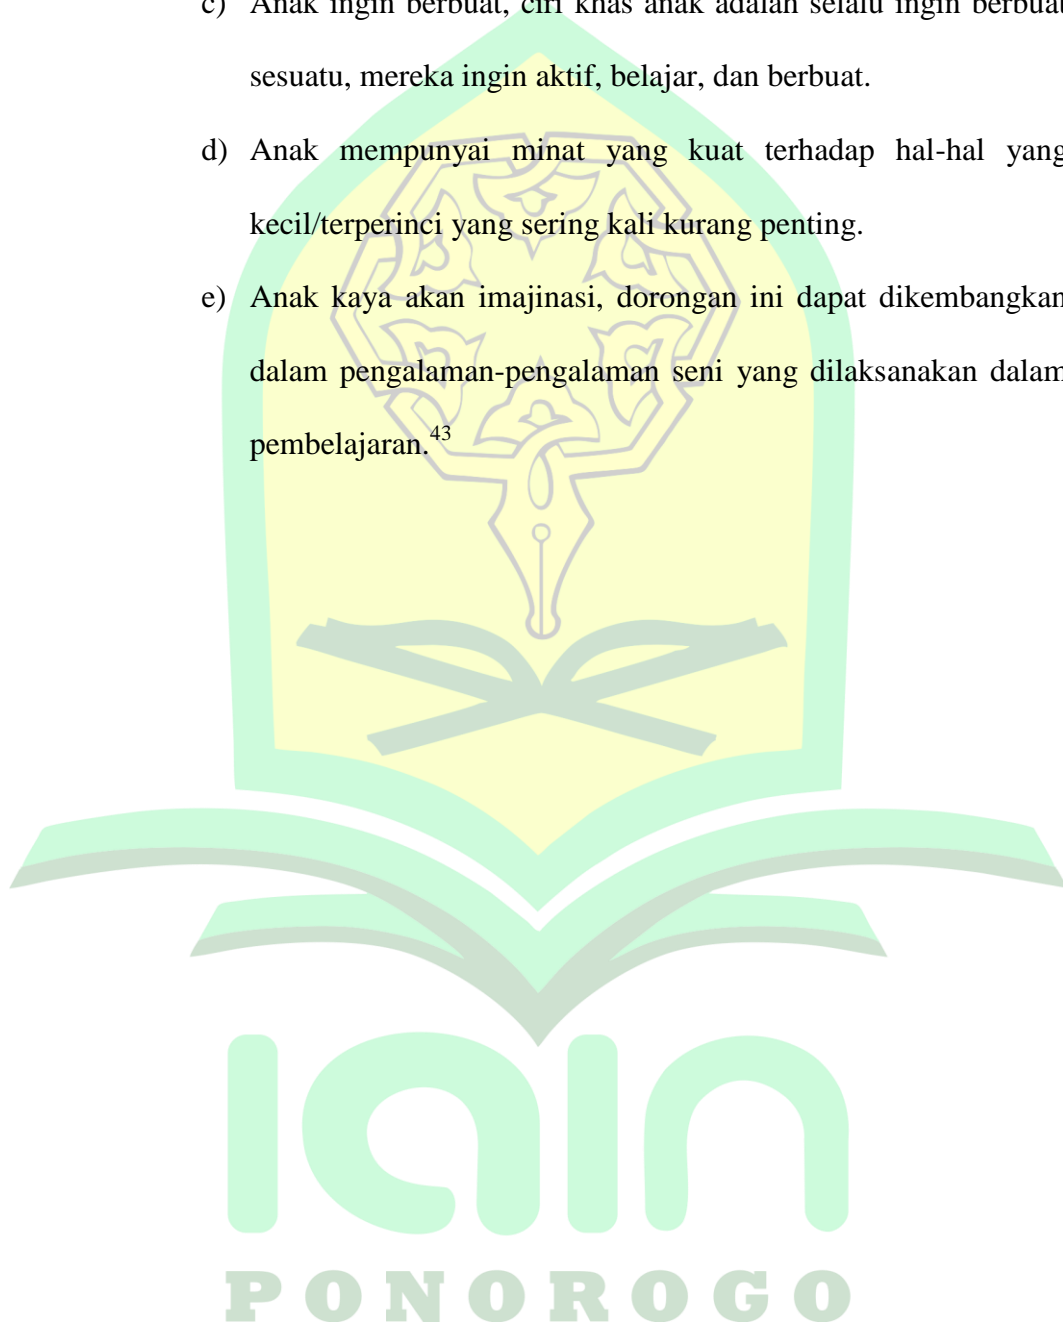 c) Anak ingin berbuat, ciri khas anak adalah selalu ingin berbuat
sesuatu, mereka ingin aktif, belajar, dan berbuat.
d) Anak mempunyai minat yang kuat terhadap hal-hal yang
kecil/terperinci yang sering kali kurang penting.
e) Anak kaya akan imajinasi, dorongan ini dapat dikembangkan
dalam pengalaman-pengalaman seni yang dilaksanakan dalam
pembelajaran.43
iain
PONOROGO